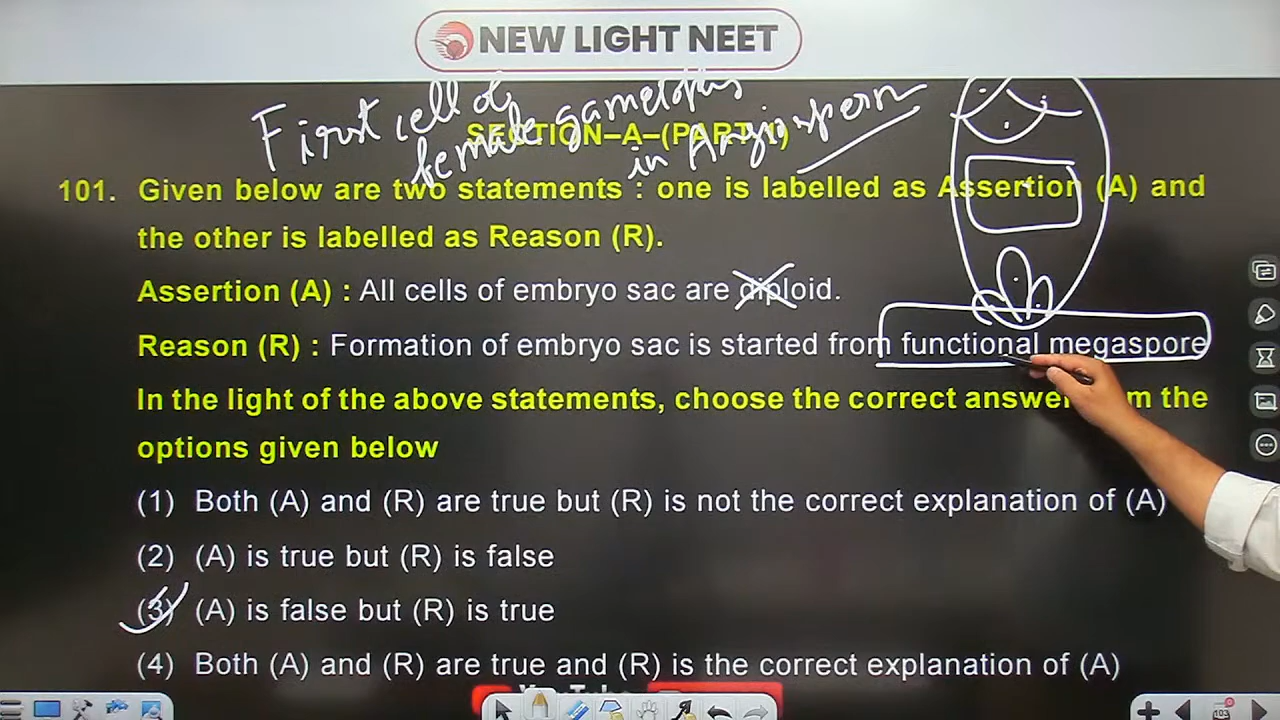 NEW LIGHT NEET
First cell of
female gametophy
in Angiosperm
SECTION–A–(PART-I)
101. Given below are two statements : one is labelled as Assertion (A) and
the other is labelled as Reason (R).
Assertion (A) : All cells of embryo sac are diploid.
Reason (R) : Formation of embryo sac is started from functional megaspore
In the light of the above statements, choose the correct answer from the
options given below
(1) Both (A) and (R) are true but (R) is not the correct explanation of (A)
(2) (A) is true but (R) is false
(3) (A) is false but (R) is true
(4) Both (A) and (R) are true and (R) is the correct explanation of (A)
YouTube